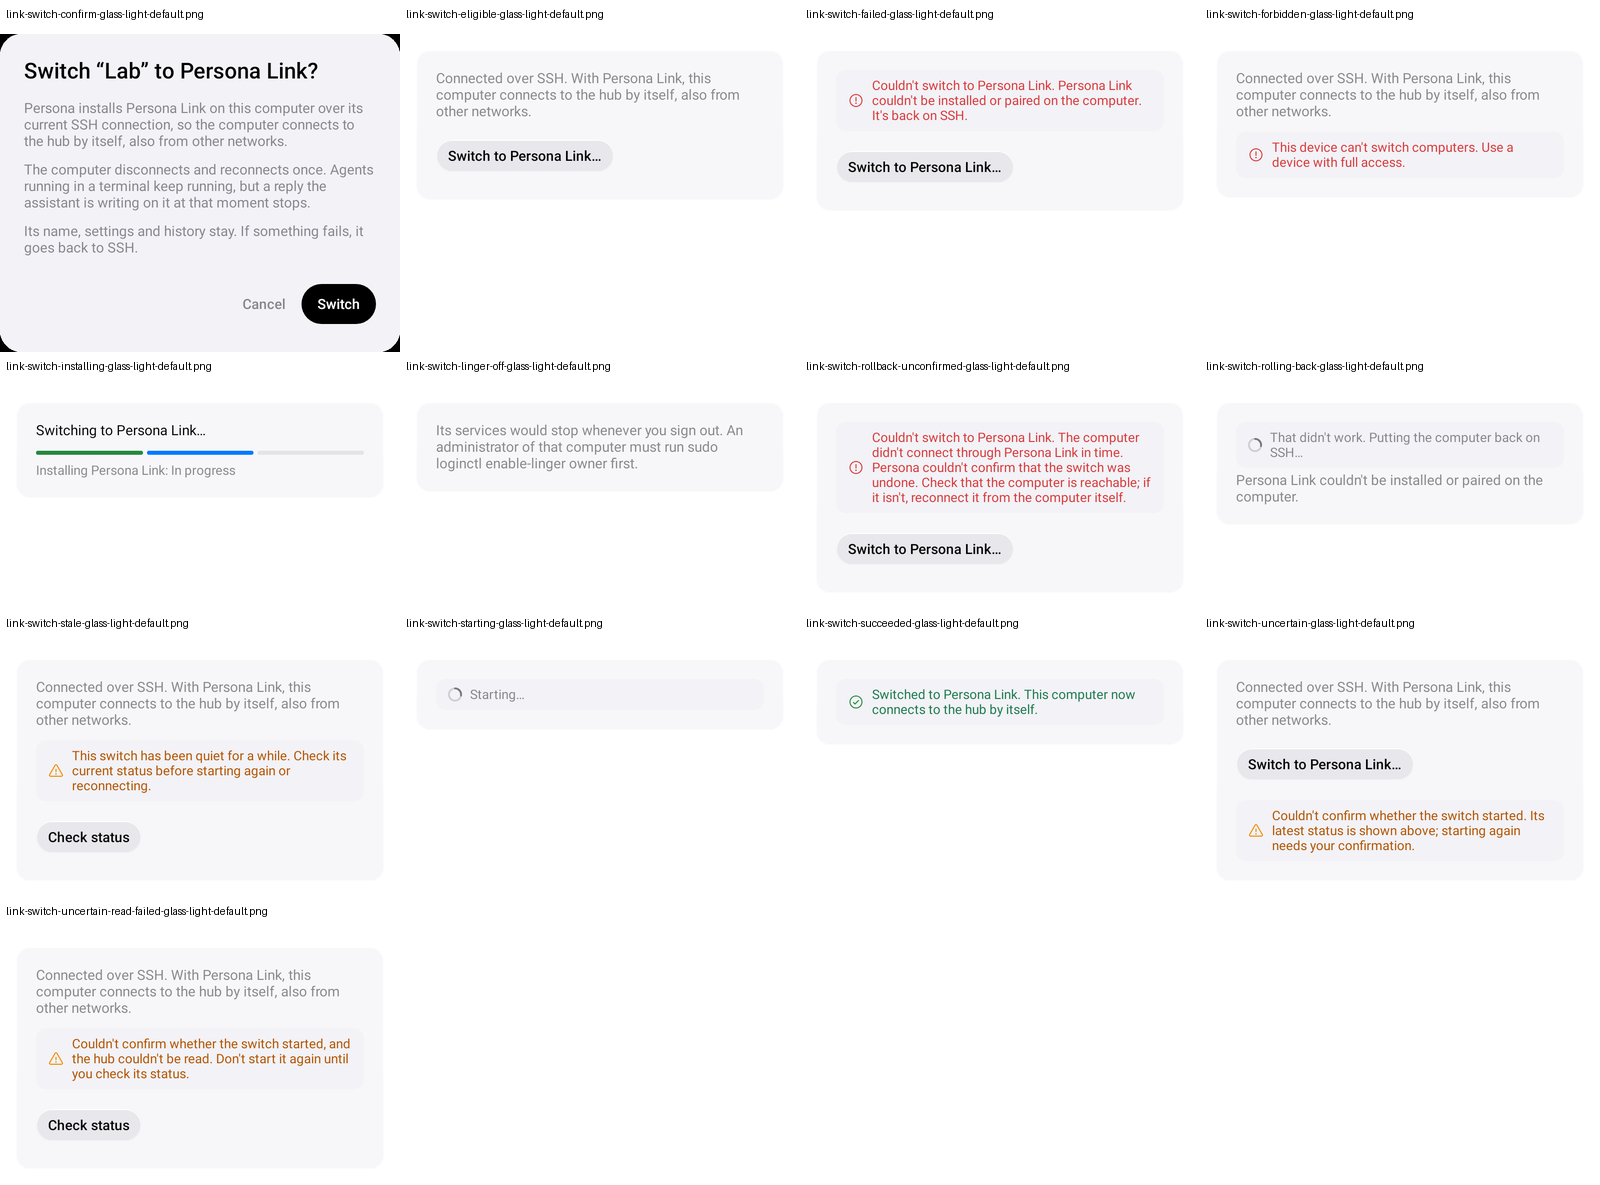 link-switch-confirm-glass-light-default.png
Switch “Lab” to Persona Link?
Persona installs Persona Link on this computer over its
current SSH connection, so the computer connects to
the hub by itself, also from other networks.
The computer disconnects and reconnects once. Agents
running in a terminal keep running, but a reply the
assistant is writing on it at that moment stops.
Its name, settings and history stay. If something fails, it
goes back to SSH.
Cancel
Switch
link-switch-eligible-glass-light-default.png
Connected over SSH. With Persona Link, this
computer connects to the hub by itself, also from
other networks.
Switch to Persona Link…
link-switch-failed-glass-light-default.png
Couldn't switch to Persona Link. Persona Link
couldn't be installed or paired on the computer.
It's back on SSH.
Switch to Persona Link…
link-switch-forbidden-glass-light-default.png
Connected over SSH. With Persona Link, this
computer connects to the hub by itself, also from
other networks.
This device can't switch computers. Use a
device with full access.
link-switch-installing-glass-light-default.png
Switching to Persona Link…
Installing Persona Link: In progress
link-switch-linger-off-glass-light-default.png
Its services would stop whenever you sign out. An
administrator of that computer must run sudo
loginctl enable-linger owner first.
link-switch-rollback-unconfirmed-glass-light-default.png
Couldn't switch to Persona Link. The computer
didn't connect through Persona Link in time.
Persona couldn't confirm that the switch was
undone. Check that the computer is reachable; if
it isn't, reconnect it from the computer itself.
Switch to Persona Link…
link-switch-rolling-back-glass-light-default.png
That didn't work. Putting the computer back on
SSH…
Persona Link couldn't be installed or paired on the
computer.
link-switch-stale-glass-light-default.png
Connected over SSH. With Persona Link, this
computer connects to the hub by itself, also from
other networks.
This switch has been quiet for a while. Check its
current status before starting again or
reconnecting.
Check status
link-switch-starting-glass-light-default.png
Starting…
link-switch-succeeded-glass-light-default.png
Switched to Persona Link. This computer now
connects to the hub by itself.
link-switch-uncertain-glass-light-default.png
Connected over SSH. With Persona Link, this
computer connects to the hub by itself, also from
other networks.
Switch to Persona Link…
Couldn't confirm whether the switch started. Its
latest status is shown above; starting again
needs your confirmation.
link-switch-uncertain-read-failed-glass-light-default.png
Connected over SSH. With Persona Link, this
computer connects to the hub by itself, also from
other networks.
Couldn't confirm whether the switch started, and
the hub couldn't be read. Don't start it again until
you check its status.
Check status